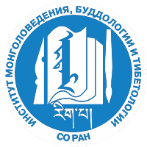 ИНСТИТУТ МОНГОЛОВЕДЕНИЯ, БУДДОЛОГИИ И ТИБЕТОЛОГИИ
རིག་པ།
СО РАН